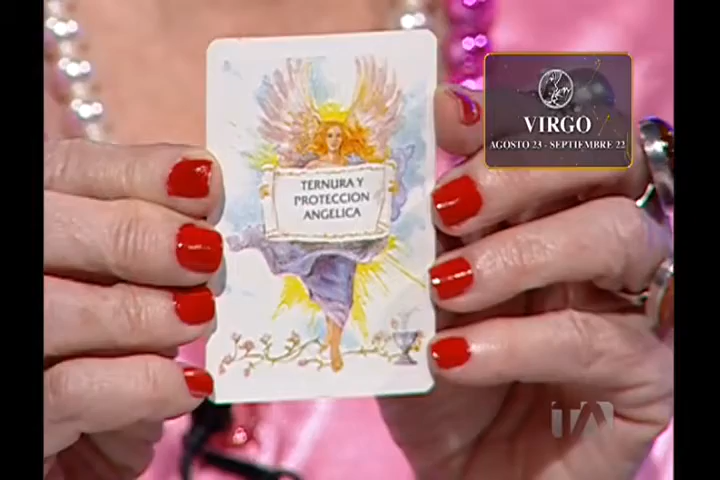 TERNURA Y
PROTECCION
ANGELICA
VIRGO
AGOSTO 23 - SEPTIEMBRE 22
TA